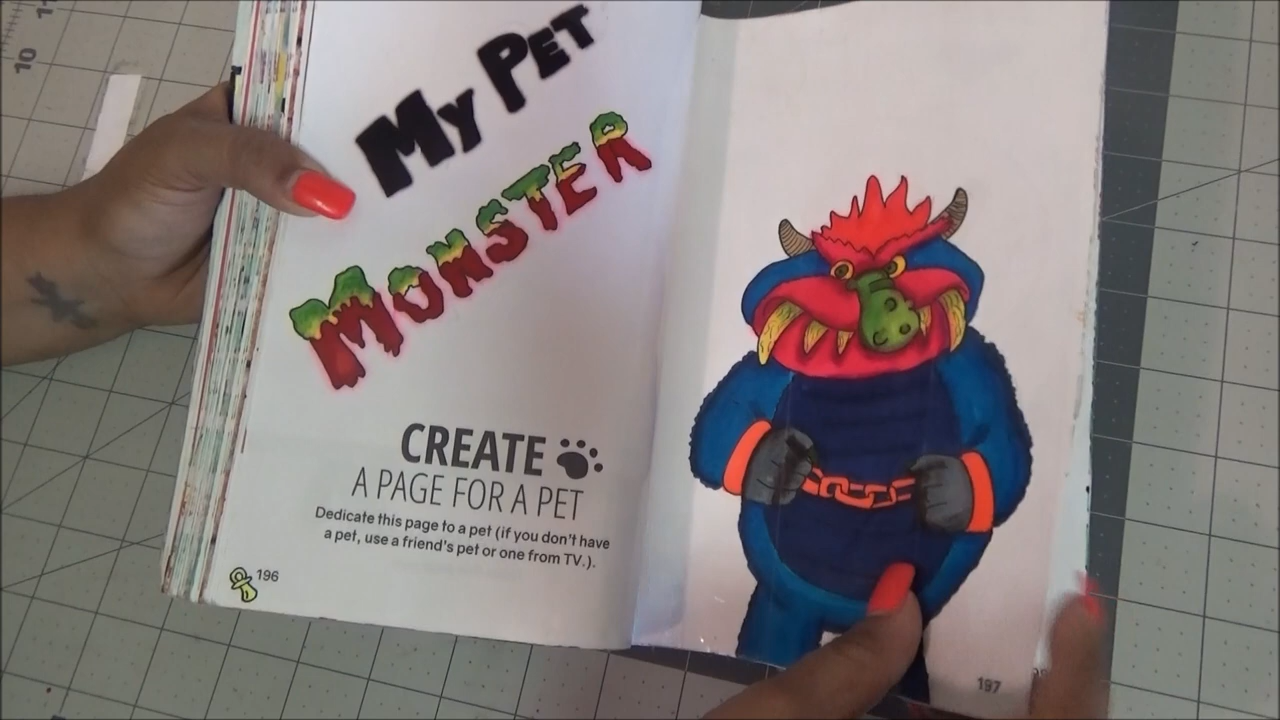 My Pet
Monster
CREATE
A PAGE FOR A PET
Dedicate this page to a pet (if you don't have
a pet, use a friend's pet or one from TV.).
196
197
10